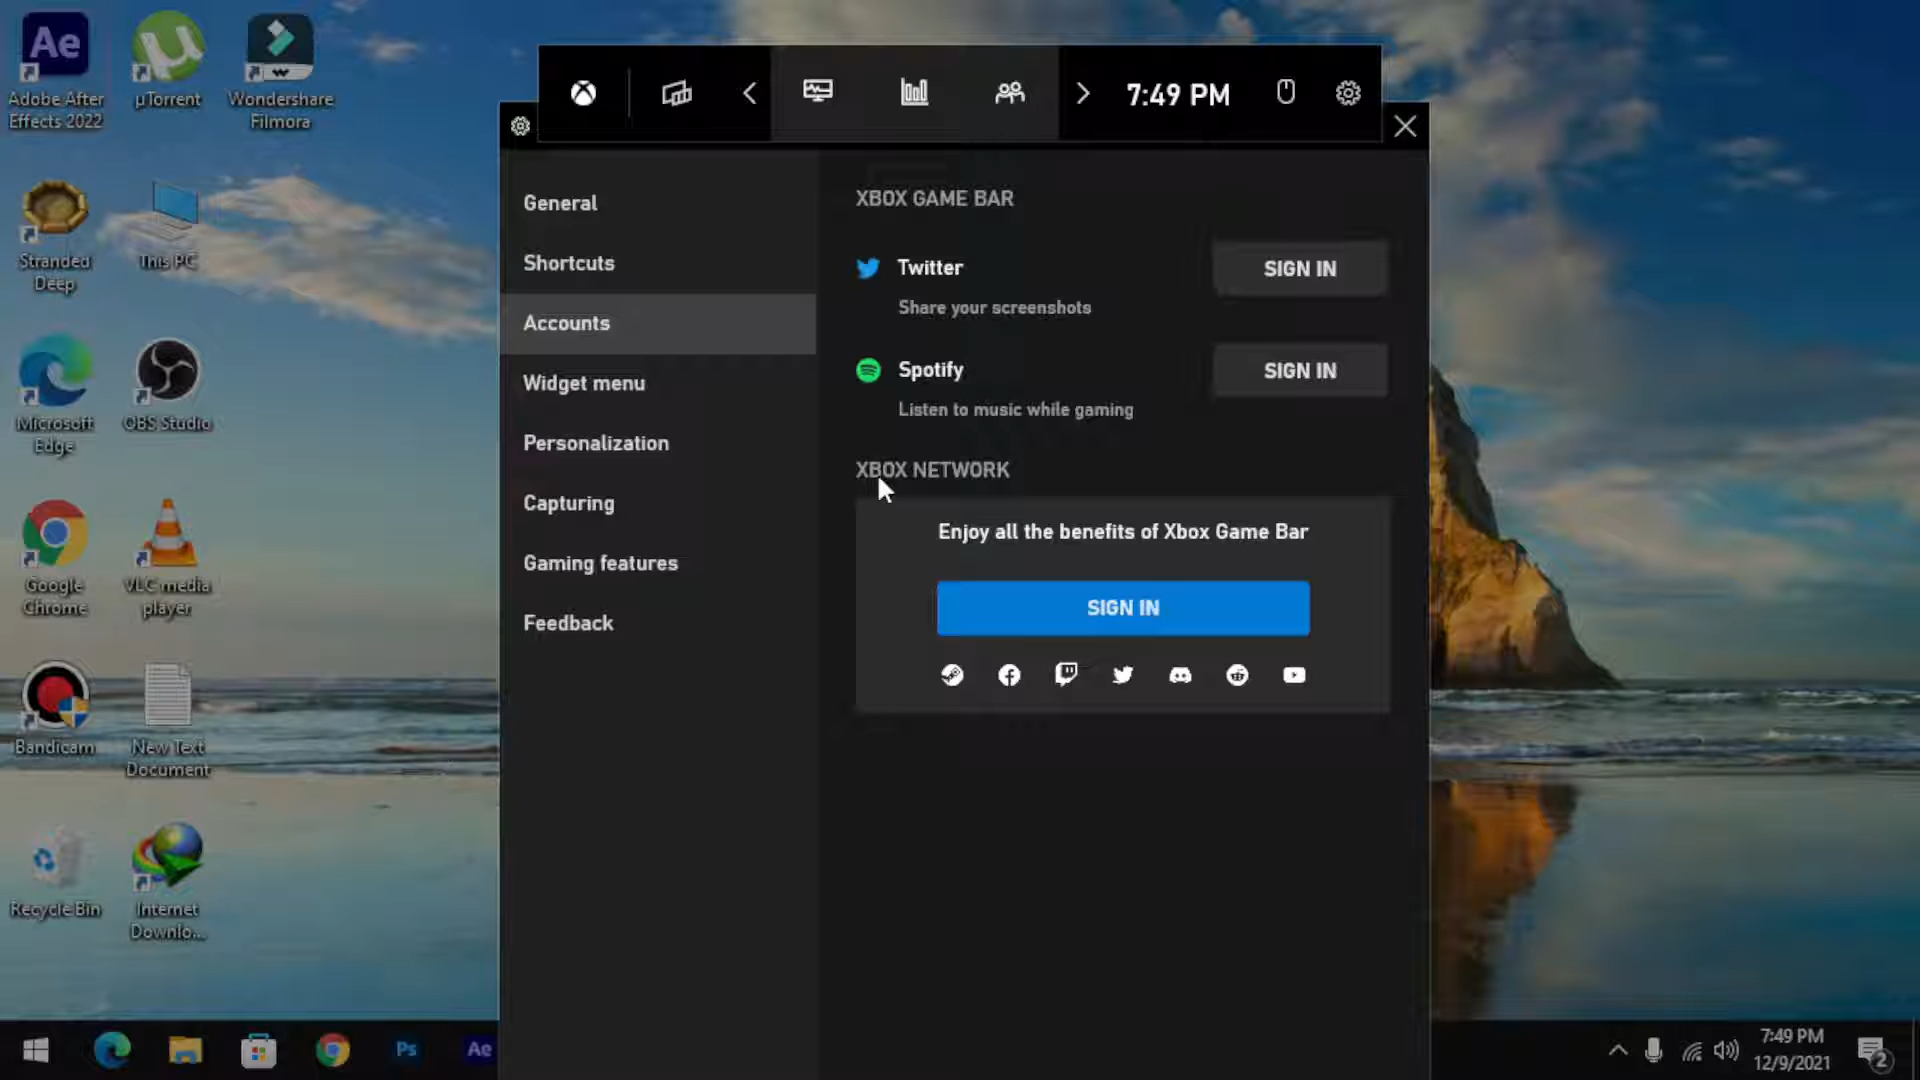 Ae
Adobe After
Effects 2022
µTorrent
Wondershare
Filmora
Stranded
Deep
This PC
Microsoft
Edge
OBS Studio
Google
Chrome
VLC media
player
Bandicam
New Text
Document
Recycle Bin
Internet
Downlo...
7:49 PM
General
Shortcuts
Accounts
Widget menu
Personalization
Capturing
Gaming features
Feedback
XBOX GAME BAR
Twitter
SIGN IN
Share your screenshots
Spotify
SIGN IN
Listen to music while gaming
XBOX NETWORK
Enjoy all the benefits of Xbox Game Bar
SIGN IN
Ps
Ae
7:49 PM
12/9/2021
2